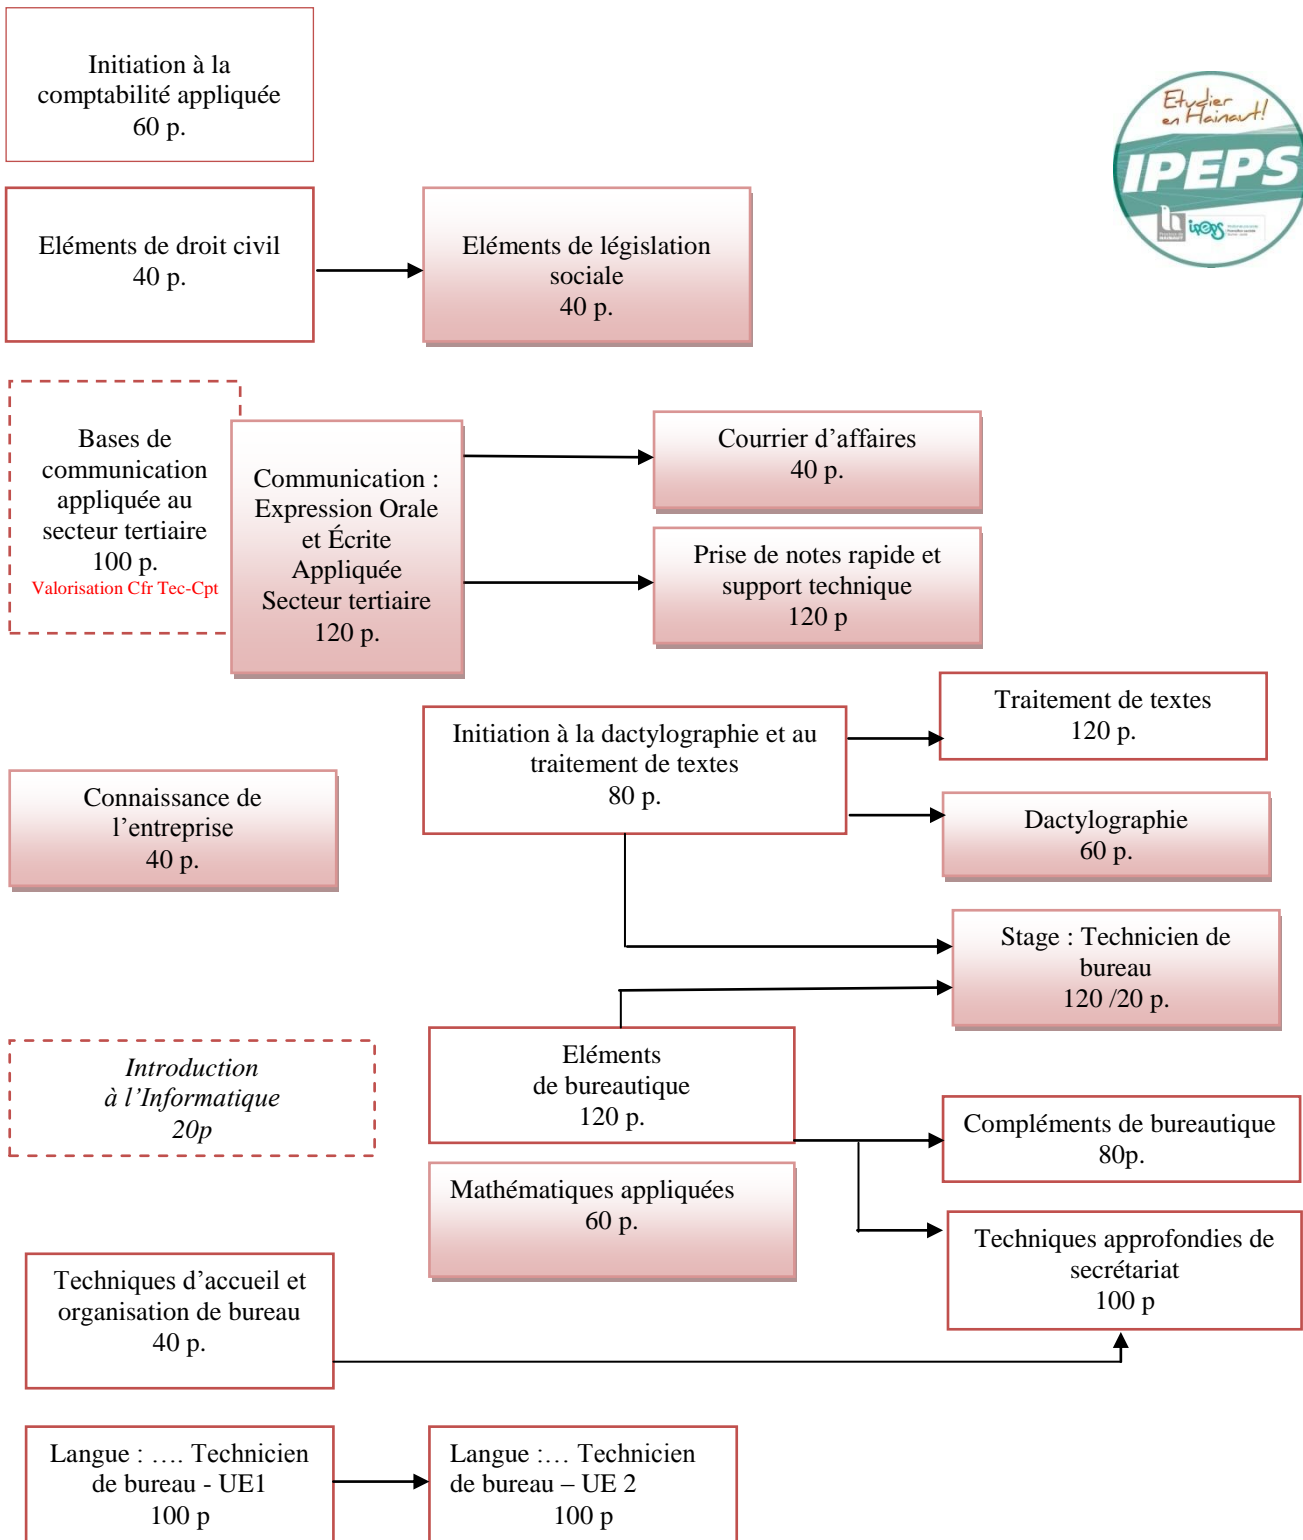 Initiation à la
comptabilité appliquée
60 p.
Etudier
en Hainaut!
IPEPS
HAINAUT
ipeps
Eléments de droit civil
40 p.
Eléments de législation
sociale
40 p.
Bases de
communication
appliquée au
secteur tertiaire
100 p.
Valorisation Cfr Tec-Cpt
Communication :
Expression Orale
et Écrite
Appliquée
Secteur tertiaire
120 p.
Courrier d’affaires
40 p.
Prise de notes rapide et
support technique
120 p
Initiation à la dactylographie et au
traitement de textes
80 p.
Traitement de textes
120 p.
Connaissance de
l’entreprise
40 p.
Dactylographie
60 p.
Stage : Technicien de
bureau
120 /20 p.
Introduction
à l’Informatique
20p
Eléments
de bureautique
120 p.
Compléments de bureautique
80p.
Mathématiques appliquées
60 p.
Techniques approfondies de
secrétariat
100 p
Techniques d’accueil et
organisation de bureau
40 p.
Langue : …. Technicien
de bureau - UE1
100 p
Langue :… Technicien
de bureau – UE 2
100 p